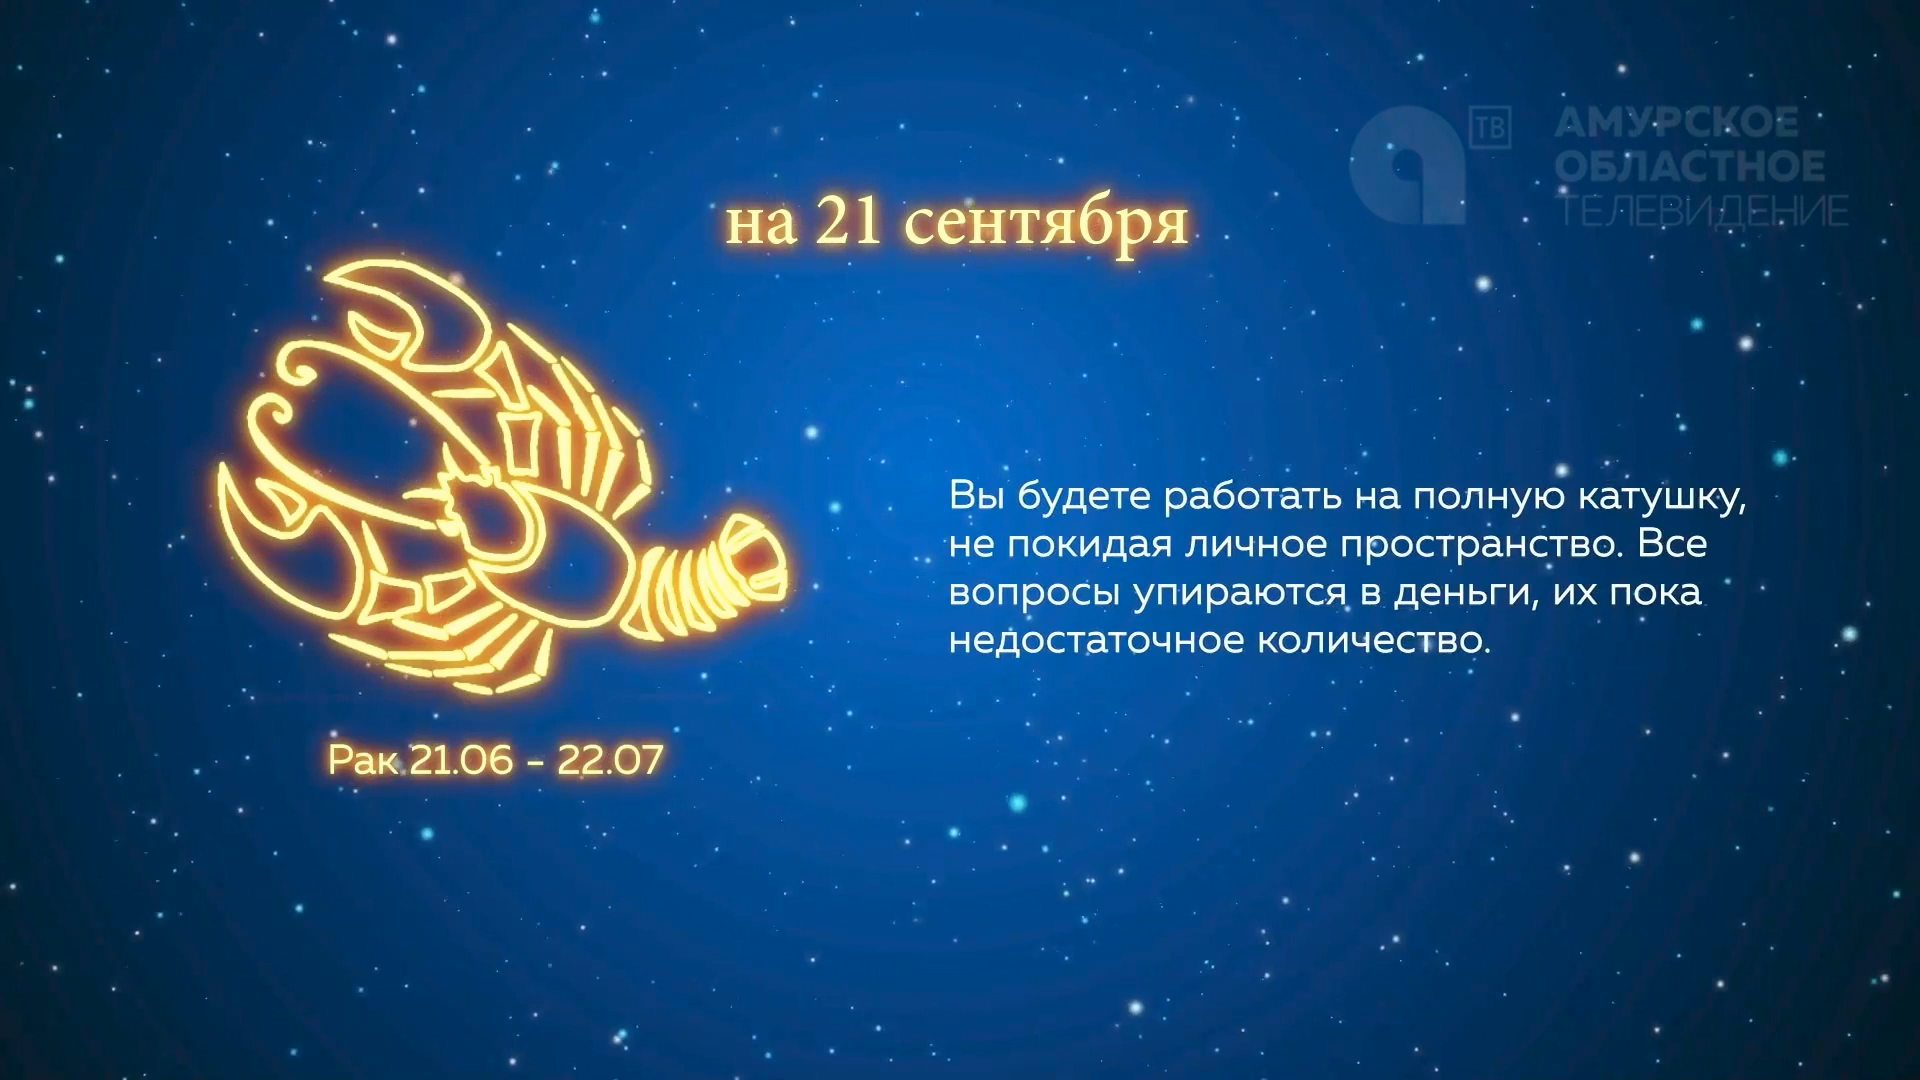 ТВ
АМУРСКОЕ
ОБЛАСТНОЕ
ТЕЛЕВИДЕНИЕ
на 21 сентября
Вы будете работать на полную катушку,
не покидая личное пространство. Все
вопросы упираются в деньги, их пока
недостаточное количество.
Рак 21.06 - 22.07